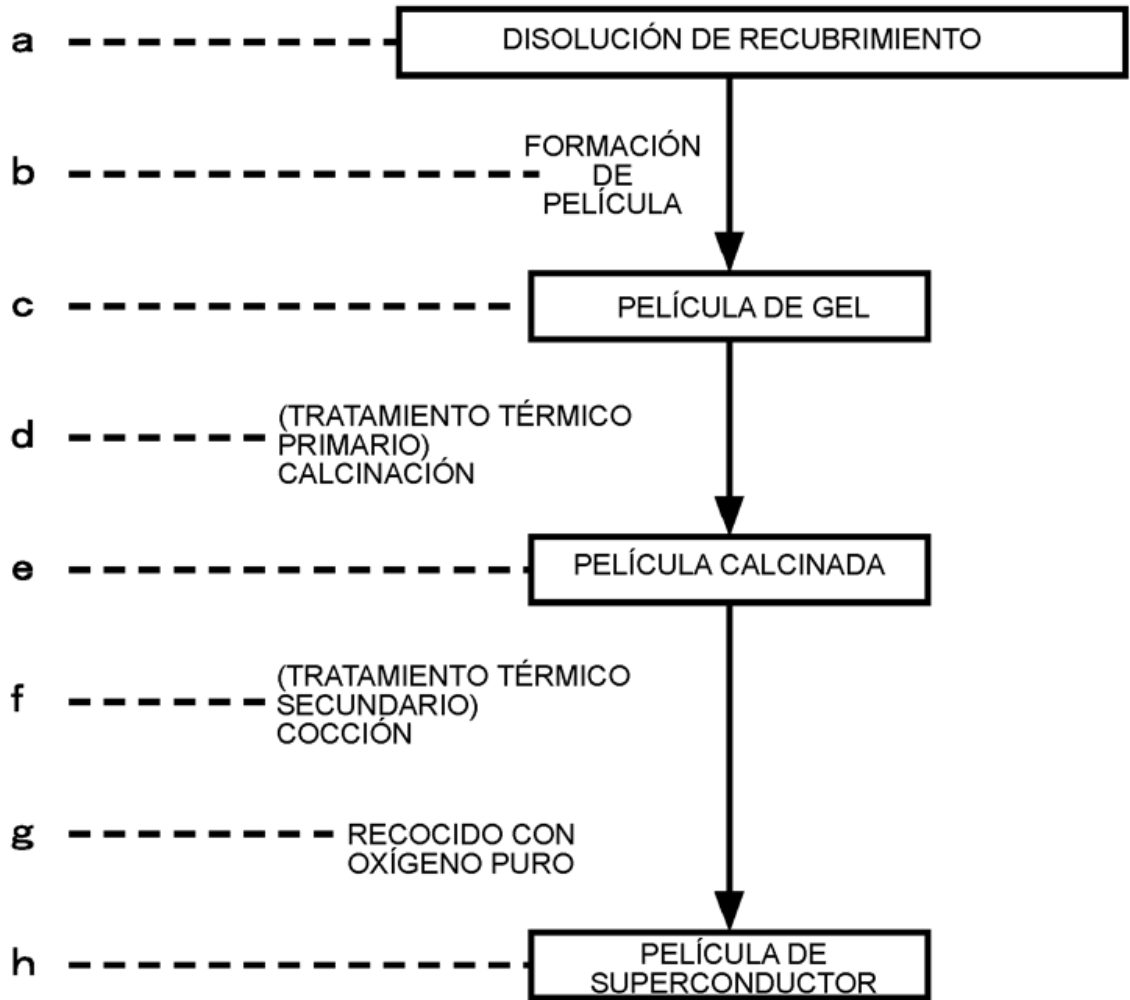 a
DISOLUCIÓN DE RECUBRIMIENTO
b
FORMACIÓN
DE
PELÍCULA
c
PELÍCULA DE GEL
d
(TRATAMIENTO TÉRMICO
PRIMARIO)
CALCINACIÓN
e
PELÍCULA CALCINADA
f
(TRATAMIENTO TÉRMICO
SECUNDARIO)
COCCIÓN
g
RECOCIDO CON
OXÍGENO PURO
h
PELÍCULA DE
SUPERCONDUCTOR